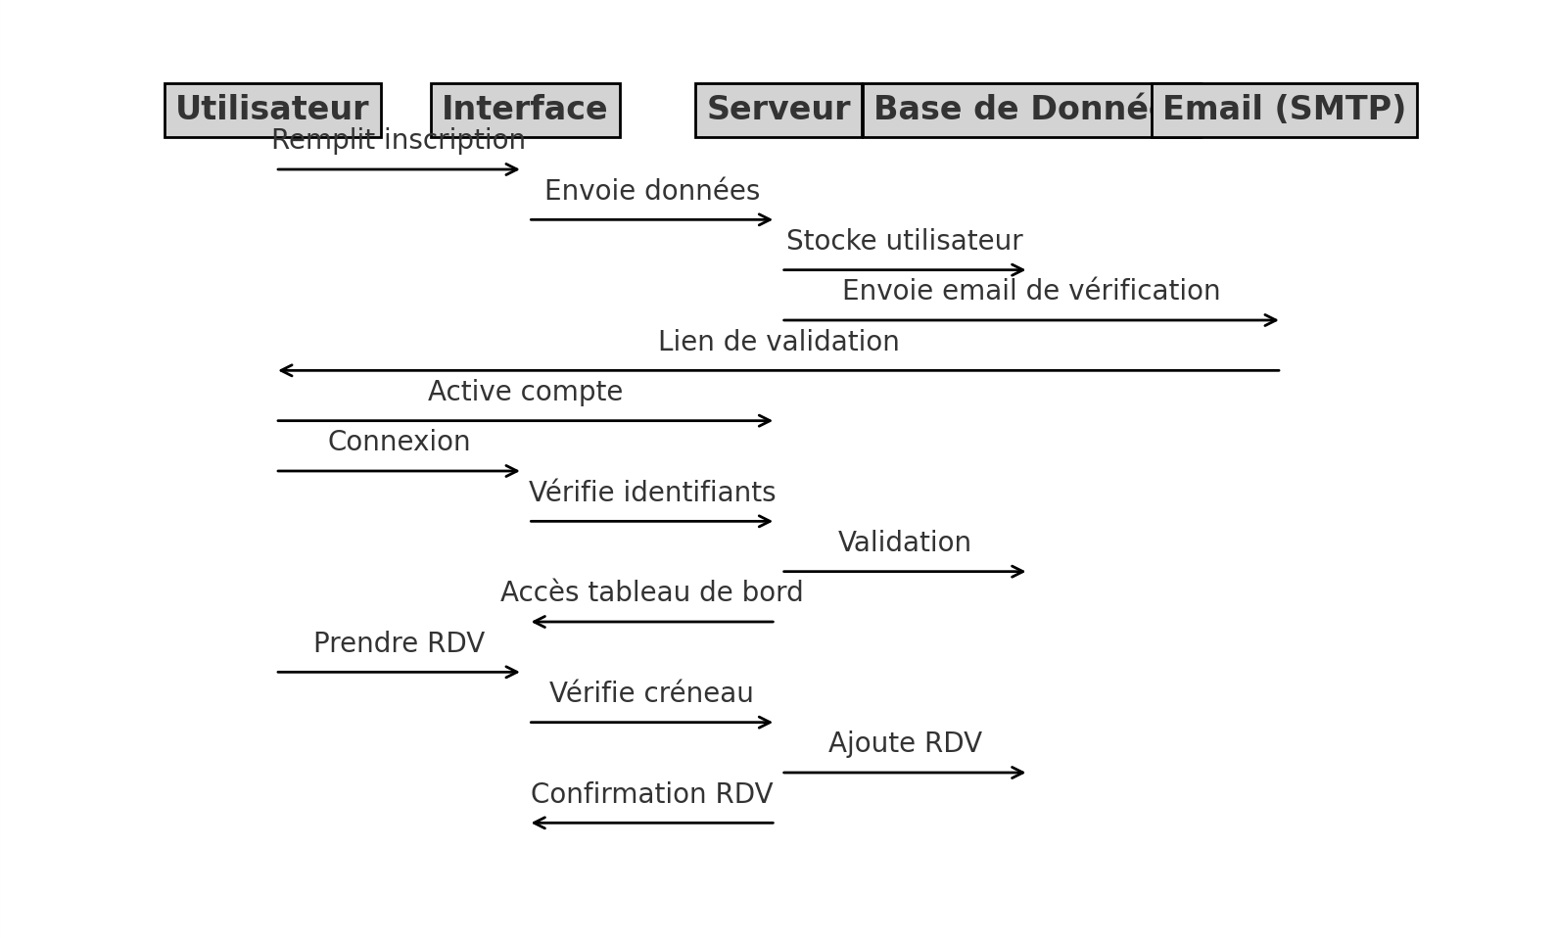 Utilisateur
Interface
Serveur
Base de Donné
Email (SMTP)
Remplit inscription
Envoie données
Stocke utilisateur
Envoie email de vérification
Lien de validation
Active compte
Connexion
Vérifie identifiants
Validation
Accès tableau de bord
Prendre RDV
Vérifie créneau
Ajoute RDV
Confirmation RDV